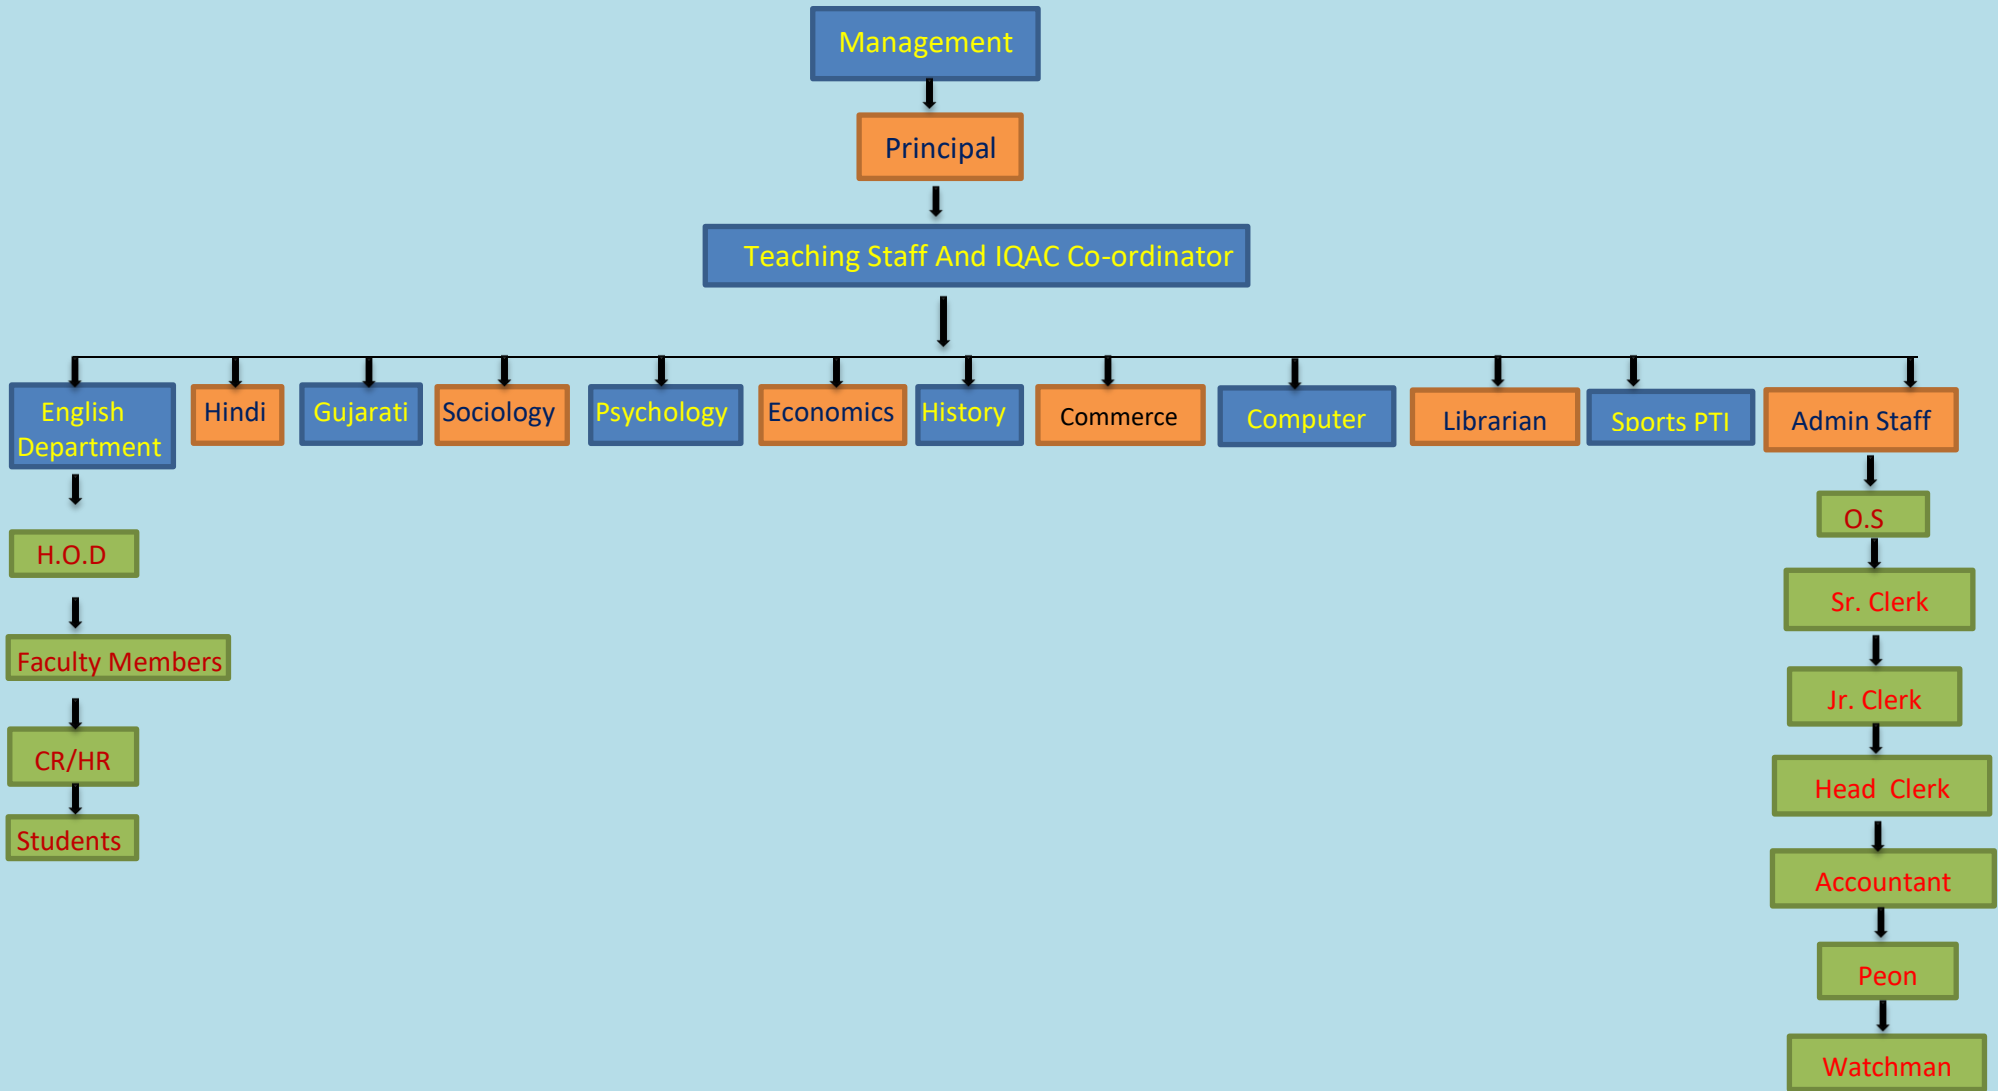 Management
Principal
Teaching Staff And IQAC Co-ordinator
English
Department
Hindi
Gujarati
Sociology
Psychology
Economics
History
Commerce
Computer
Librarian
Sports PTI
Admin Staff
H.O.D
Faculty Members
CR/HR
Students
O.S
Sr. Clerk
Jr. Clerk
Head Clerk
Accountant
Peon
Watchman